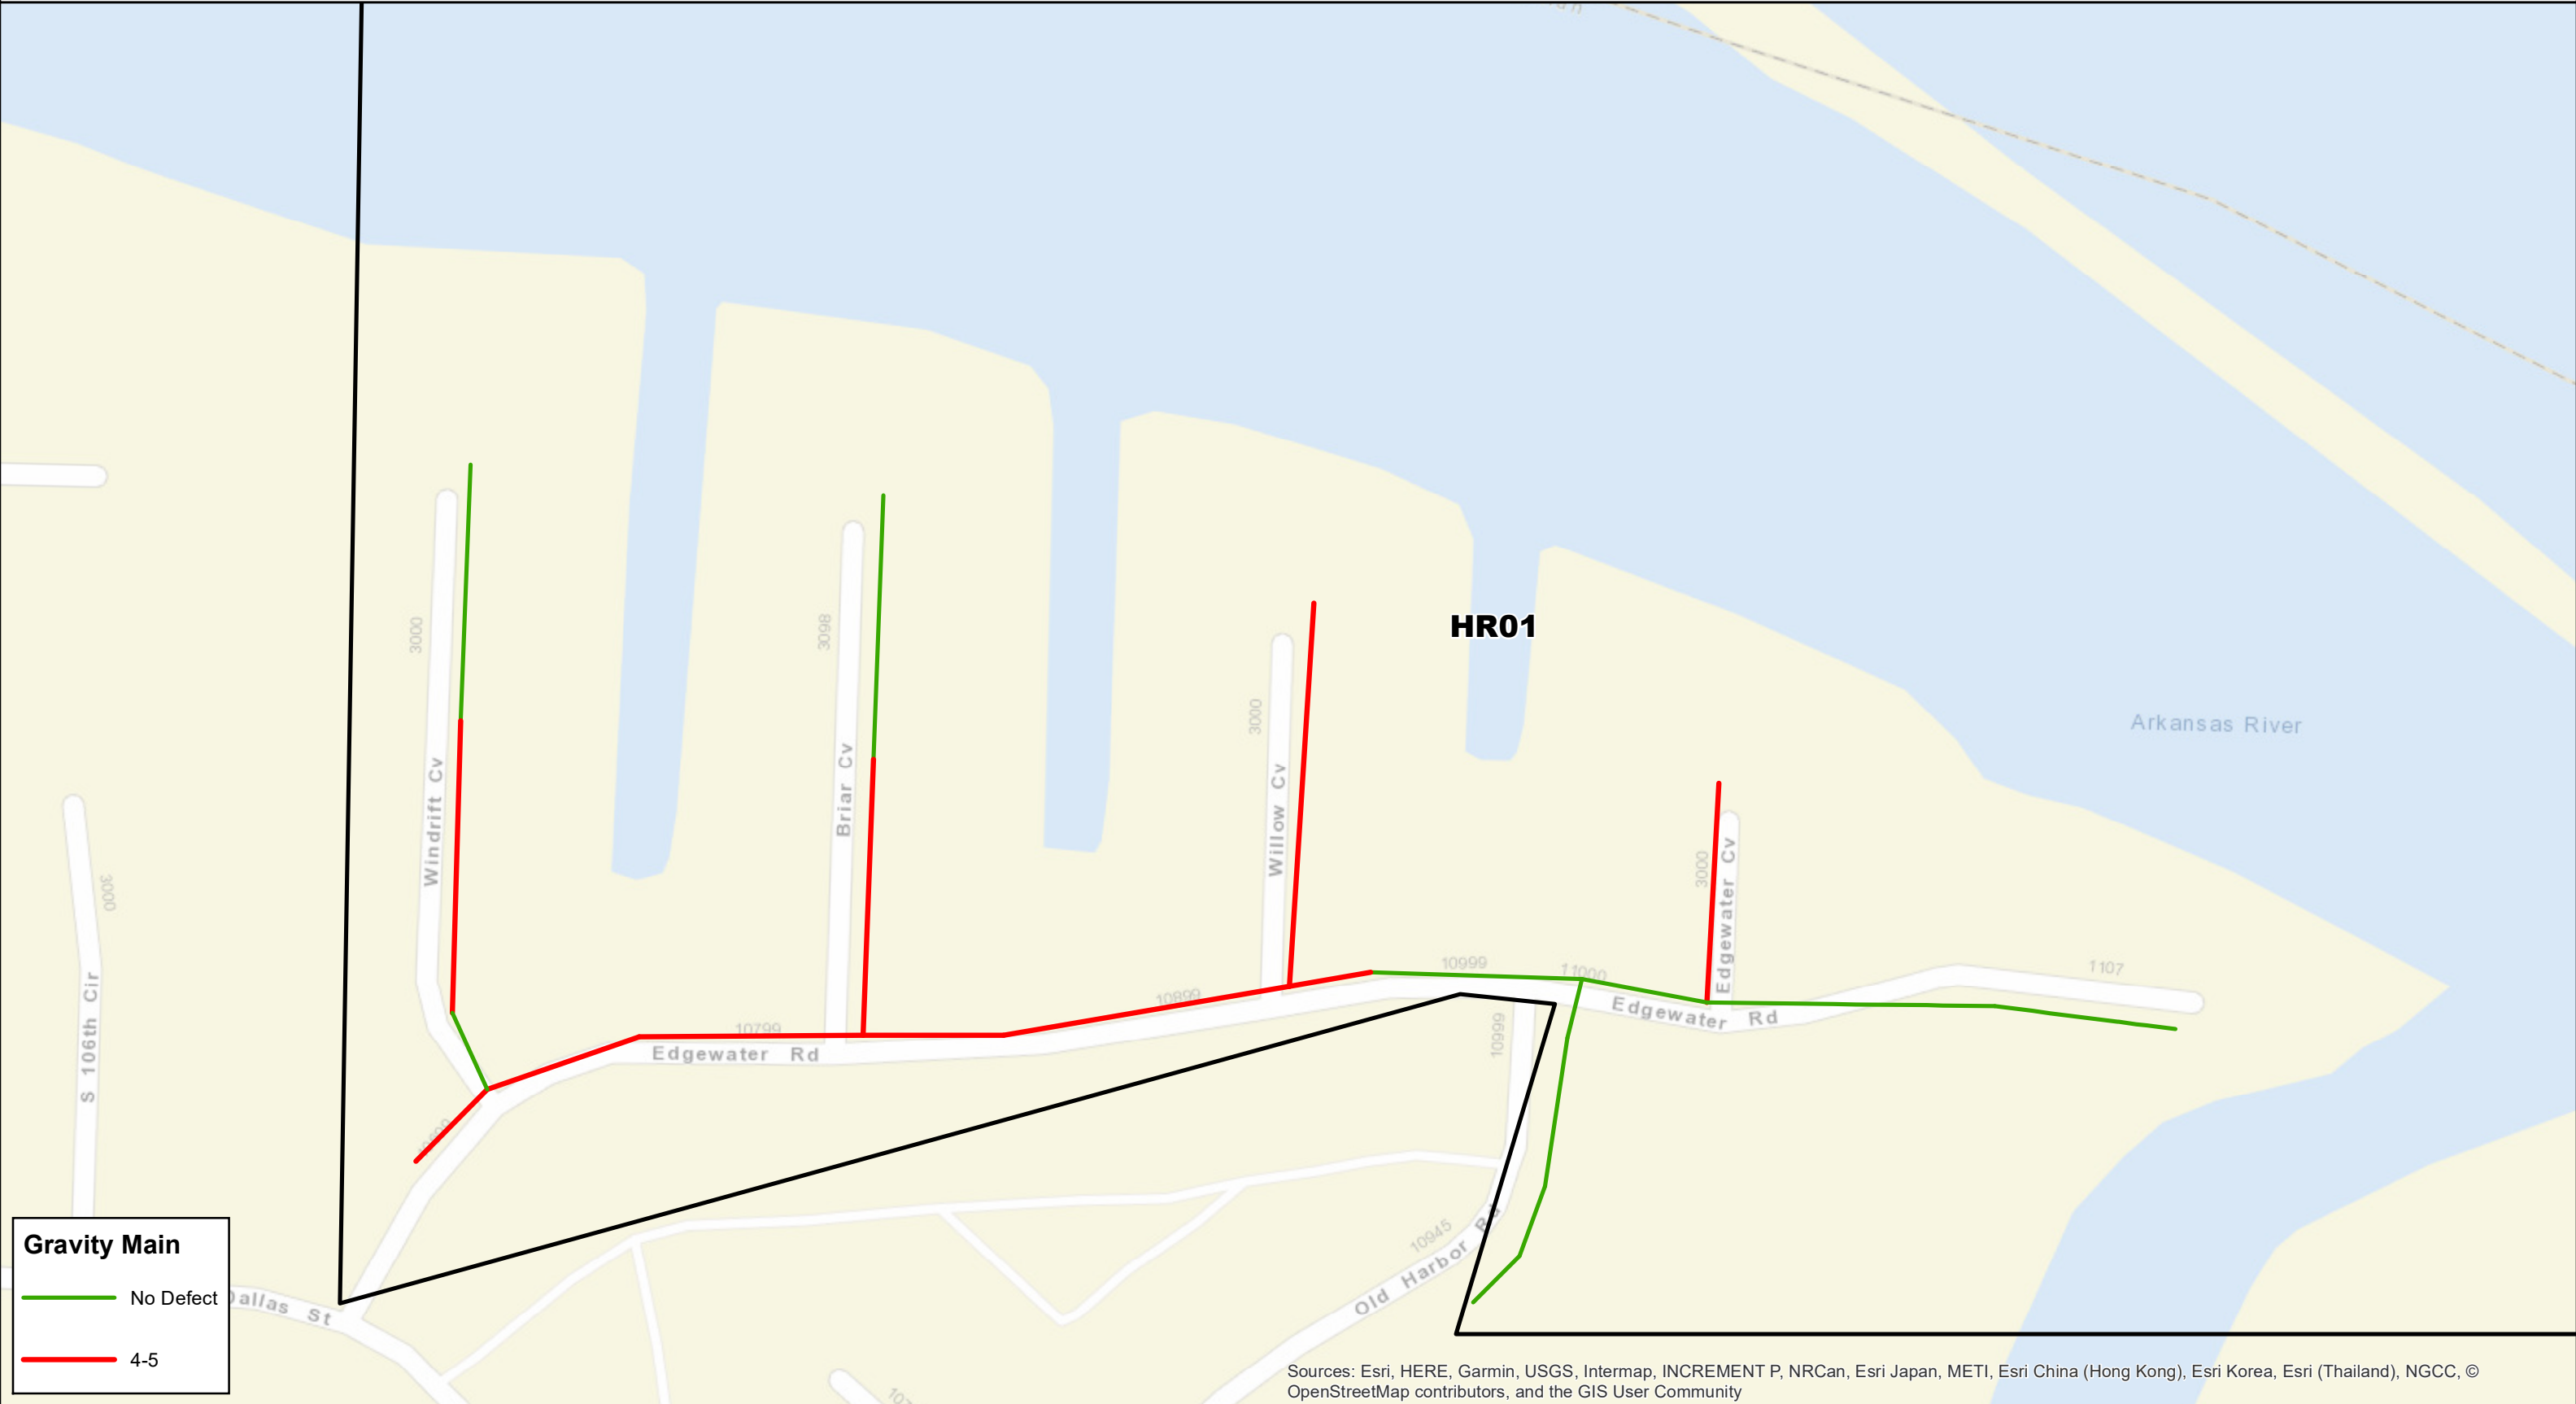 3000
3098
HR01
3000
Arkansas River
Windrift Cv
Briar Cv
Willow Cv
3000
Edgewater Cv
3000
S 106th Cir
10999
11000
1107
10899
10799
Edgewater Rd
Edgewater Rd
10999
10945
Old Harbor Rd
Gravity Main
No Defect
4-5
Dallas St
Sources: Esri, HERE, Garmin, USGS, Intermap, INCREMENT P, NRCan, Esri Japan, METI, Esri China (Hong Kong), Esri Korea, Esri (Thailand), NGCC, ©
OpenStreetMap contributors, and the GIS User Community